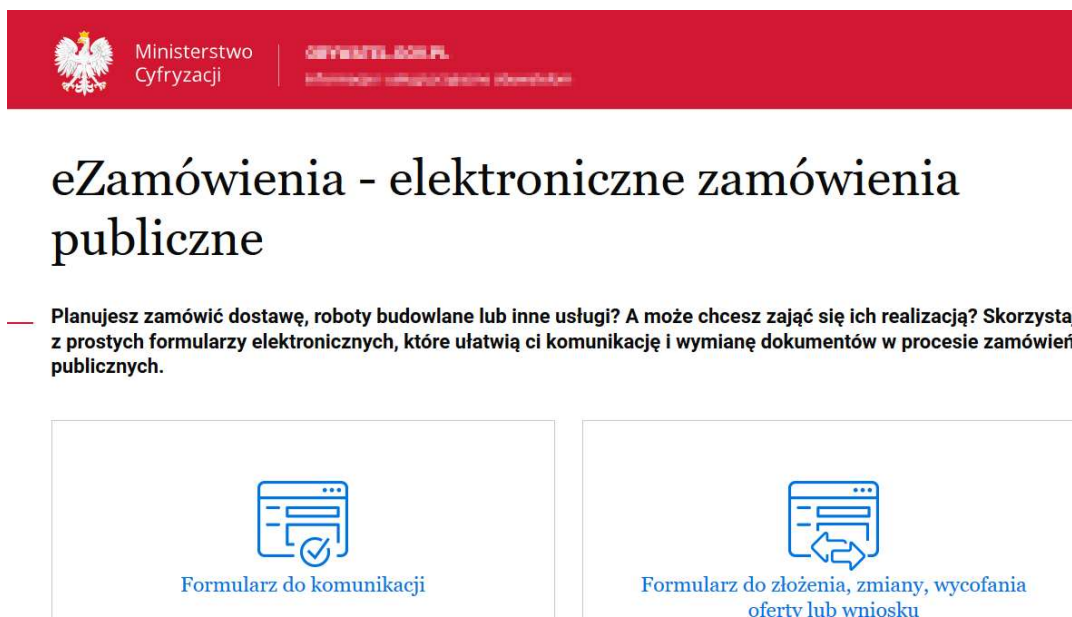 Ministerstwo
Cyfryzacji
eZamówienia - elektroniczne zamówienia
publiczne
Planujesz zamówić dostawę, roboty budowlane lub inne usługi? A może chcesz zająć się ich realizacją? Skorzystaj
z prostych formularzy elektronicznych, które ułatwią ci komunikację i wymianę dokumentów w procesie zamówień
publicznych.
Formularz do komunikacji
Formularz do złożenia, zmiany, wycofania
oferty lub wniosku